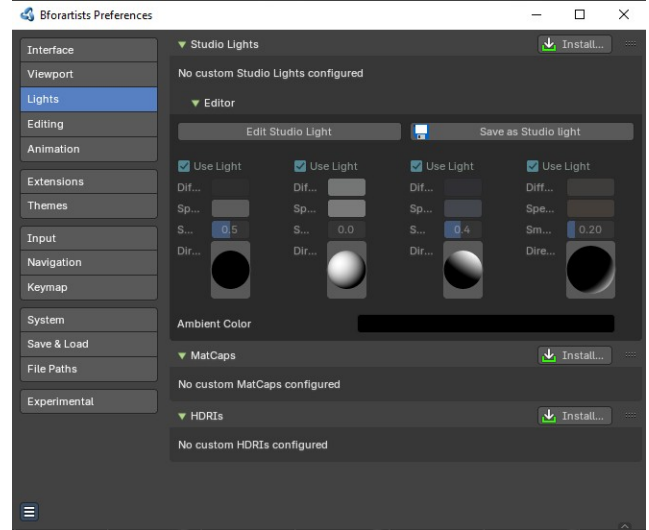 Bforartists Preferences
Interface
Viewport
Lights
Editing
Animation
Extensions
Themes
Input
Navigation
Keymap
System
Save & Load
File Paths
Experimental
Studio Lights Install...
No custom Studio Lights configured
Editor
Edit Studio Light Save as Studio light
Use Light Use Light Use Light Use Light
Dif... Dif... Dif... Diff...
Sp... Sp... Sp... Spe...
S... 0.5 S... 0.0 S... 0.4 Sm... 0.20
Dir... Dir... Dir... Dire...
Ambient Color
MatCaps Install...
No custom MatCaps configured
HDRIs Install...
No custom HDRIs configured